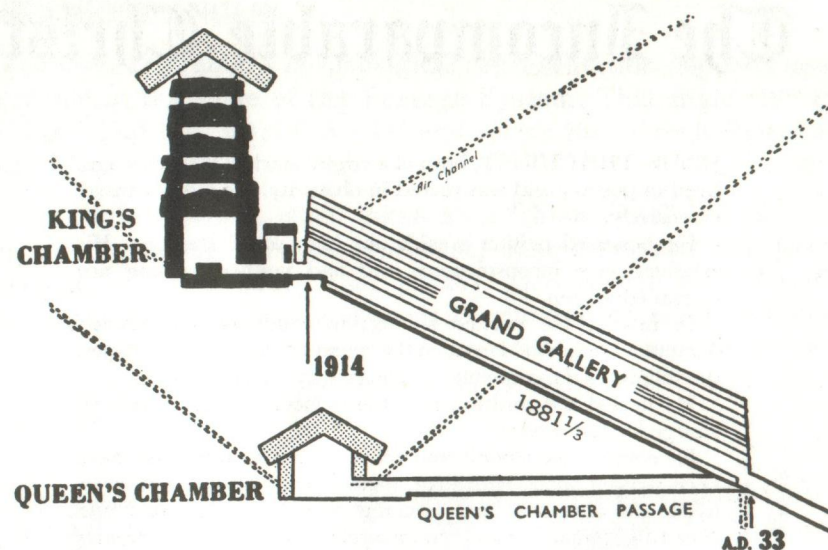 Air Channel
KING'S
CHAMBER
GRAND GALLERY
1914
1881⅓
QUEEN'S CHAMBER
QUEEN'S CHAMBER PASSAGE
A.D. 33